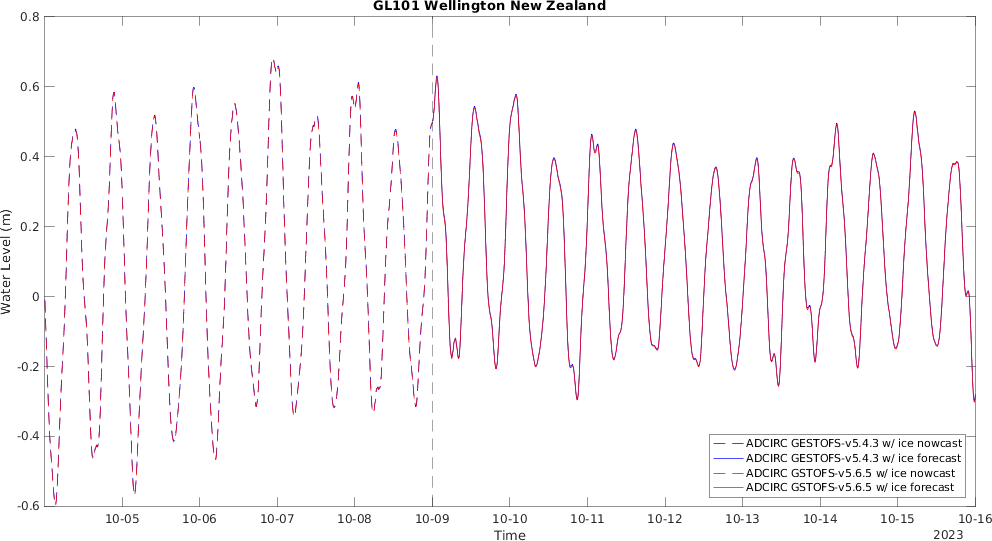 GL101 Wellington New Zealand
0.8
0.6
0.4
0.2
0
-0.2
-0.4
-0.6
Water Level (m)
10-05 10-06 10-07 10-08 10-09 10-10 10-11 10-12 10-13 10-14 10-15 10-16
Time
2023
ADCIRC GESTOFS-v5.4.3 w/ ice nowcast
ADCIRC GESTOFS-v5.4.3 w/ ice forecast
ADCIRC GSTOFS-v5.6.5 w/ ice nowcast
ADCIRC GSTOFS-v5.6.5 w/ ice forecast